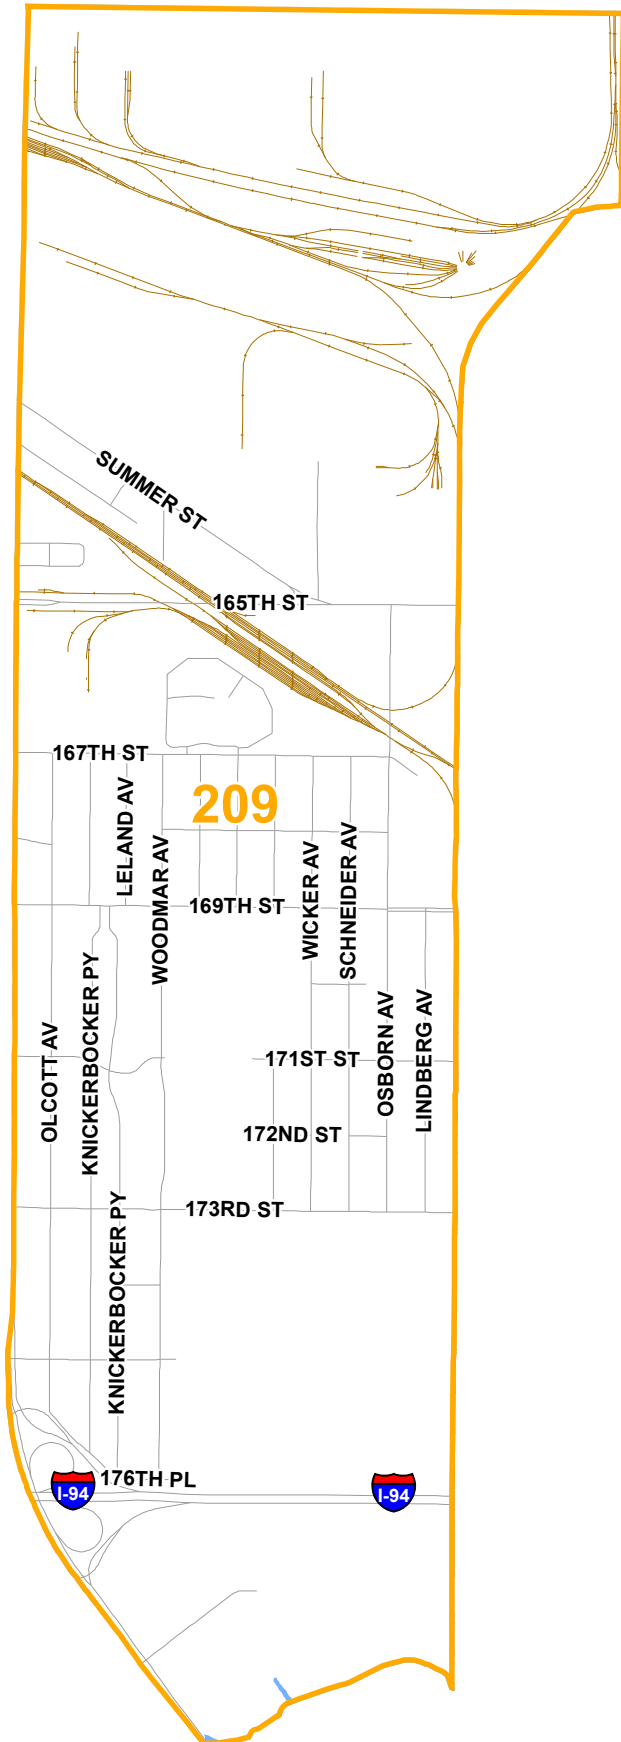 SUMMER ST
165TH ST
167TH ST
LELAND AV
209
WOODMAR AV
WICKER AV
SCHNEIDER AV
169TH ST
KNICKERBOCKER PY
OLCOTT AV
OSBORN AV
LINDBERG AV
171ST ST
172ND ST
173RD ST
KNICKERBOCKER PY
176TH PL
I-94
I-94